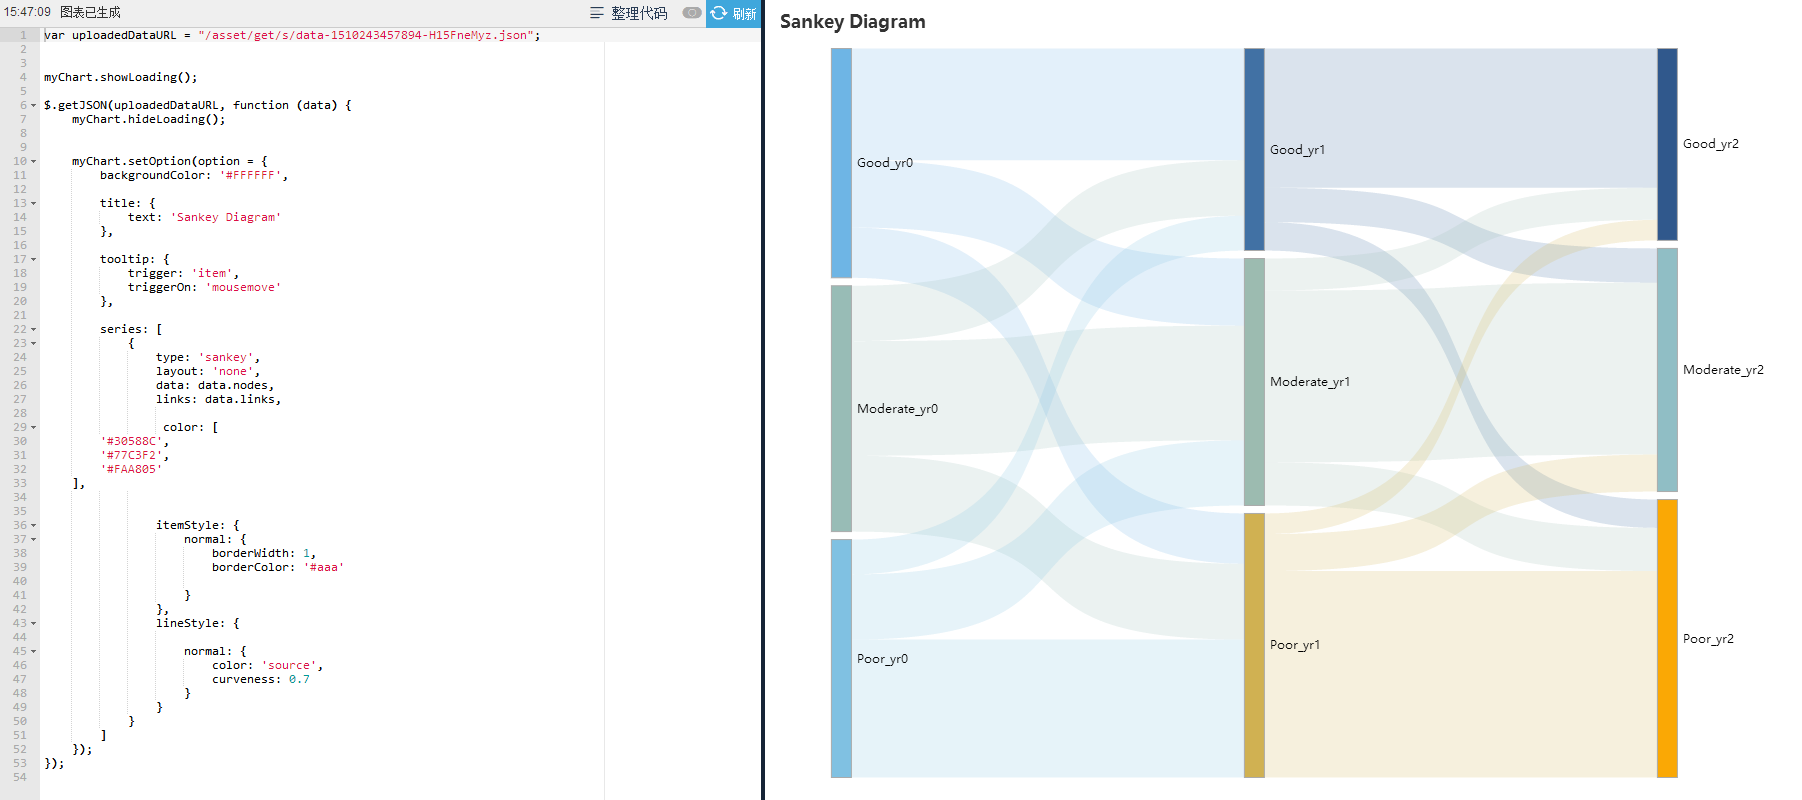 15:47:09 图表已生成
整理代码
刷新
1 var uploadedDataURL = "/asset/get/s/data-1510243457894-H15FneMyz.json";
2
3
4 myChart.showLoading();
5
6 $.getJSON(uploadedDataURL, function (data) {
7     myChart.hideLoading();
8
9
10     myChart.setOption(option = {
11         backgroundColor: '#FFFFFF',
12
13         title: {
14             text: 'Sankey Diagram'
15         },
16
17         tooltip: {
18             trigger: 'item',
19             triggerOn: 'mousemove'
20         },
21
22         series: [
23             {
24                 type: 'sankey',
25                 layout: 'none',
26                 data: data.nodes,
27                 links: data.links,
28
29                  color: [
30         '#30588C',
31         '#77C3F2',
32         '#FAA805'
33     ],
34
35
36                 itemStyle: {
37                     normal: {
38                         borderWidth: 1,
39                         borderColor: '#aaa'
40
41                     }
42                 },
43                 lineStyle: {
44
45                     normal: {
46                         color: 'source',
47                         curveness: 0.7
48                     }
49                 }
50             }
51         ]
52     });
53 });
54
Sankey Diagram
Good_yr0
Moderate_yr0
Poor_yr0
Good_yr1
Moderate_yr1
Poor_yr1
Good_yr2
Moderate_yr2
Poor_yr2